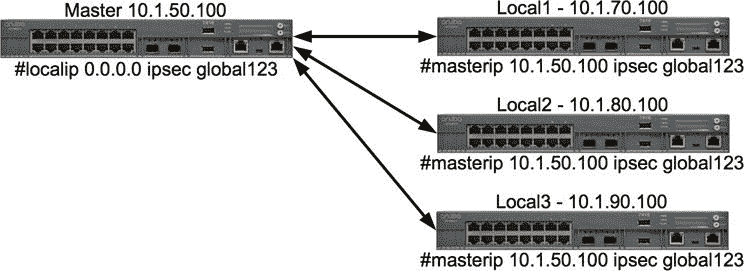 Master 10.1.50.100
#localip 0.0.0.0 ipsec global123
Local1 - 10.1.70.100
#masterip 10.1.50.100 ipsec global123
Local2 - 10.1.80.100
#masterip 10.1.50.100 ipsec global123
Local3 - 10.1.90.100
#masterip 10.1.50.100 ipsec global123